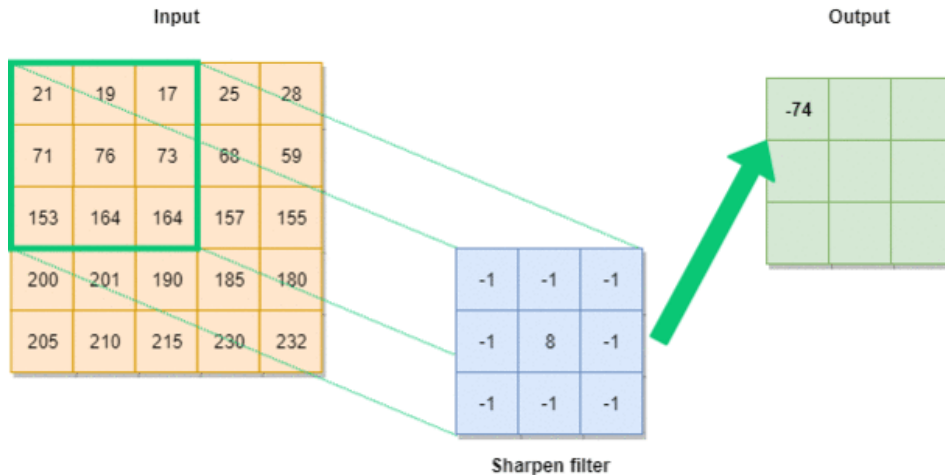 Input
Output
21 19 17 25 28
71 76 73 68 59
153 164 164 157 155
200 201 190 185 180
205 210 215 230 232
-1 -1 -1
-1 8 -1
-1 -1 -1
Sharpen filter
-74